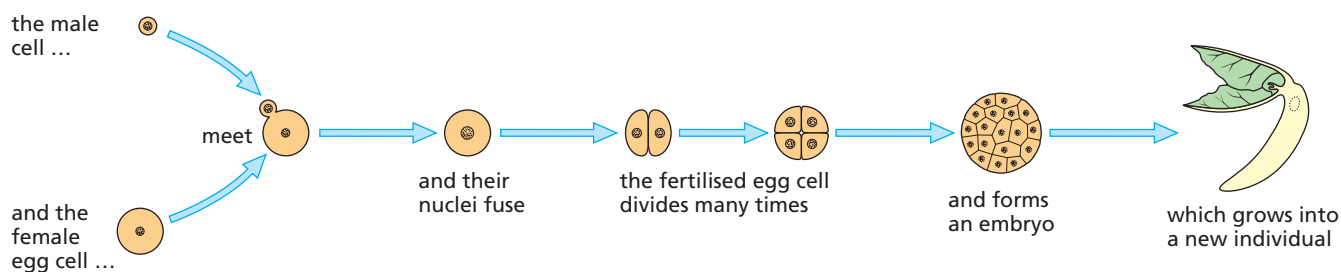 the male
cell …
meet
and the
female
egg cell …
and their
nuclei fuse
the fertilised egg cell
divides many times
and forms
an embryo
which grows into
a new individual